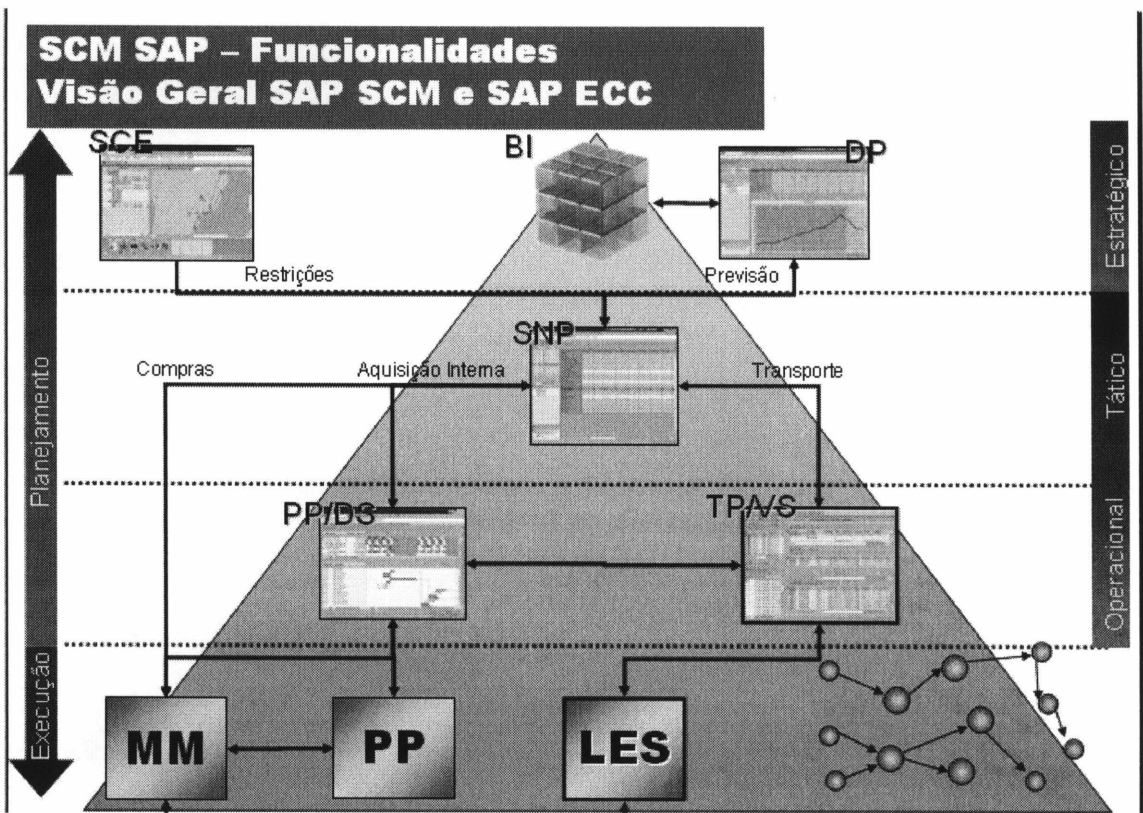 SCM SAP – Funcionalidades
Visão Geral SAP SCM e SAP ECC
SCE
BI
DP
Estratégico
Restrições
Previsão
SNP
Tático
Planejamento
Compras
Aquisição Interna
Transporte
PP/DS
TP/VS
Operacional
Execução
MM
PP
LES